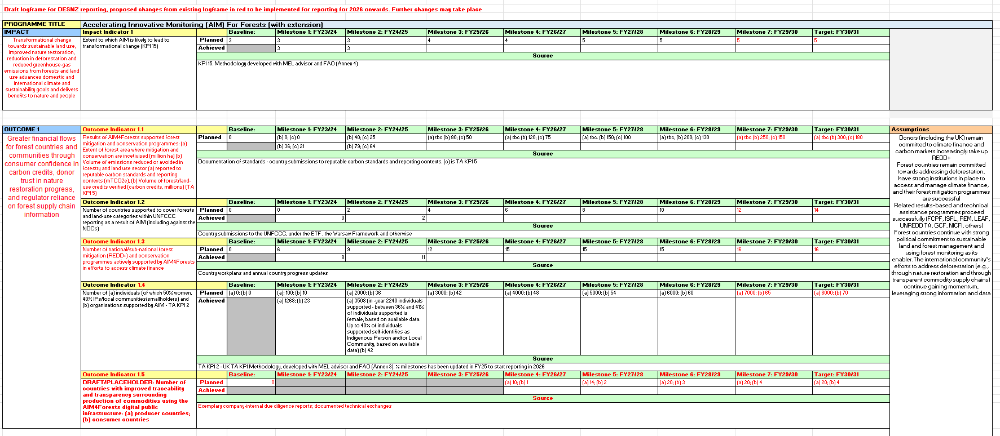 Draft logframe for DESNZ reporting, proposed changes from existing logframe in red to be implemented for reporting for 2026 onwards. Further changes may take place
PROGRAMME TITLE Accelerating Innovative Monitoring (AIM) For Forests (with extension)
IMPACT Impact Indicator 1 Baseline: Milestone 1: FY23/24 Milestone 2: FY24/25 Milestone 3: FY25/26 Milestone 4: FY26/27 Milestone 5: FY27/28 Milestone 6: FY28/29 Milestone 7: FY29/30 Target: FY30/31
Transformational change
towards sustainable land use,
improved nature restoration,
reduction in deforestation and
reduced greenhouse-gas
emissions from forests and land
use advances domestic and
international climate and
sustainability goals and delivers
benefits to nature and people
Extent to which AIM is likely to lead to
transformational change (KPI 15)
Planned 3 3 3 4 4 5 5 5 5
Achieved 3 3
Source
KPI 15. Methodology developed with MEL advisor and FAO (Annex 4)
OUTCOME 1 Outcome Indicator 1.1 Baseline: Milestone 1: FY23/24 Milestone 2: FY24/25 Milestone 3: FY25/26 Milestone 4: FY26/27 Milestone 5: FY27/28 Milestone 6: FY28/29 Milestone 7: FY29/30 Target: FY30/31 Assumptions
Greater financial flows
for forest countries and
communities through
consumer confidence in
carbon credits, donor
trust in nature
restoration progress,
and regulator reliance
on forest supply chain
information
Results of AIM4Forests supported forest
mitigation and conservation programmes: (a)
Extent of forest area where mitigation and
conservation are incetivised (million ha) (b)
Volume of emissions reduced or avoided in
forestry and land use sector (a) reported to
reputable carbon standards and reporting
contexts (mTCO2e), (b) Volume of forest/land-
use credits verified (carbon credits, millions) (TA
KPI 5)
Planned 0 (b) 0; (c) 0 (b) 40; (c) 25 (a) tbc (b) 80; (c) 50 (a) tbc (b) 120; (c) 75 (a) tbc. (b) 150; (c) 100 (a) tbc, (b) 200; (c) 130 (a) tbc (b) 250; (c) 150 (a) tbc (b) 300; (c) 180
(b) 36; (c) 21 (b) 79; (c) 64
Source
Documentation of standards - country submissions to reputable carbon standards and reporting contexts. (c) is TA KPI 5
Donors (including the UK) remain
committed to climate finance and
carbon markets increasingly take up
REDD+
Forest countries remain committed
towards addressing deforestation,
have strong institutions in place to
access and manage climate finance,
and their forest mitigation programmes
are successful
Related results-based and technical
assistance programmes proceed
successfully (FCPF, ISFL, REM, LEAF,
UNREDD TA, GCF, NICFI, others)
Forest countries continue with strong
political commitment to sustainable
land and forest management and
using forest monitoring as its
enabler. The international community's
efforts to address deforestation (e.g.,
through nature restoration and through
transparent commodity supply chains)
continue gaining momentum,
leveraging strong information and data
Outcome Indicator 1.2 Baseline: Milestone 1: FY23/24 Milestone 2: FY24/25 Milestone 3: FY25/26 Milestone 4: FY26/27 Milestone 5: FY27/28 Milestone 6: FY28/29 Milestone 7: FY29/30 Target: FY30/31
Number of countries supported to cover forests
and land-use categories within UNFCCC
reporting as a result of AIM (including against the
NDCs)
Planned 0 0 2 4 6 8 10 12 14
Achieved 0 2
Source
Country submissions to the UNFCCC, under the ETF , the Warsaw Framework and otherwise
Outcome Indicator 1.3 Baseline: Milestone 1: FY23/24 Milestone 2: FY24/25 Milestone 3: FY25/26 Milestone 4: FY26/27 Milestone 5: FY27/28 Milestone 6: FY28/29 Milestone 7: FY29/30 Target: FY30/31
Number of national/sub-national forest
mitigation (REDD+) and conservation
programmes actively supported by AIM4Forests
in efforts to access climate finance
Planned 0 6 9 12 15 15 15 16 16
Achieved 8 11
Source
Country workplans and annual country progress updates
Outcome Indicator 1.4 Baseline: Milestone 1: FY23/24 Milestone 2: FY24/25 Milestone 3: FY25/26 Milestone 4: FY26/27 Milestone 5: FY27/28 Milestone 6: FY28/29 Milestone 7: FY29/30 Target: FY30/31
Number of (a) individuals (of which 50% women,
40% IPs/local communities/smallholders) and
(b) organisations supported by AIM - TA KPI 2
Planned (a) 0; (b) 0 (a): 100; (b) 10 (a) 2000; (b) 36 (a) 3000; (b) 42 (a) 4000; (b) 48 (a) 5000; (b) 54 (a) 6000; (b) 60 (a) 7000; (b) 65 (a) 8000; (b) 70
Achieved (a) 1268; (b) 23
(a) 3508 (in -year 2240 individuals
supported - between 36% and 41%
of individuals supported is
female, based on available data.
Up to 40% of individuals
supported self-identifies as
Indigenous Person and/or Local
Community, based on available
data) (b) 42
Source
TA KPI 2 - UK TA KPI Methodology, developed with MEL advisor and FAO (Annex 3). % milestones has been updated in FY25 to start reporting in 2026
Outcome Indicator 1.5 Baseline: Milestone 1: FY23/24 Milestone 2: FY24/25 Milestone 3: FY25/26 Milestone 4: FY26/27 Milestone 5: FY27/28 Milestone 6: FY28/29 Milestone 7: FY29/30 Target: FY30/31
DRAFT/PLACEHOLDER: Number of
countries with improved traceability
and transparency surrounding
production of commodities using the
AIM4Forests digital public
infrastructure: (a) producer countries;
(b) consumer countries
Planned 0 (a) 10; (b) 1 (a) 14; (b) 2 (a) 20; (b) 3 (a) 20; (b) 4 (a) 20; (b) 4
Achieved
Source
Exemplary company-internal due diligence reports; documented technical exchanges